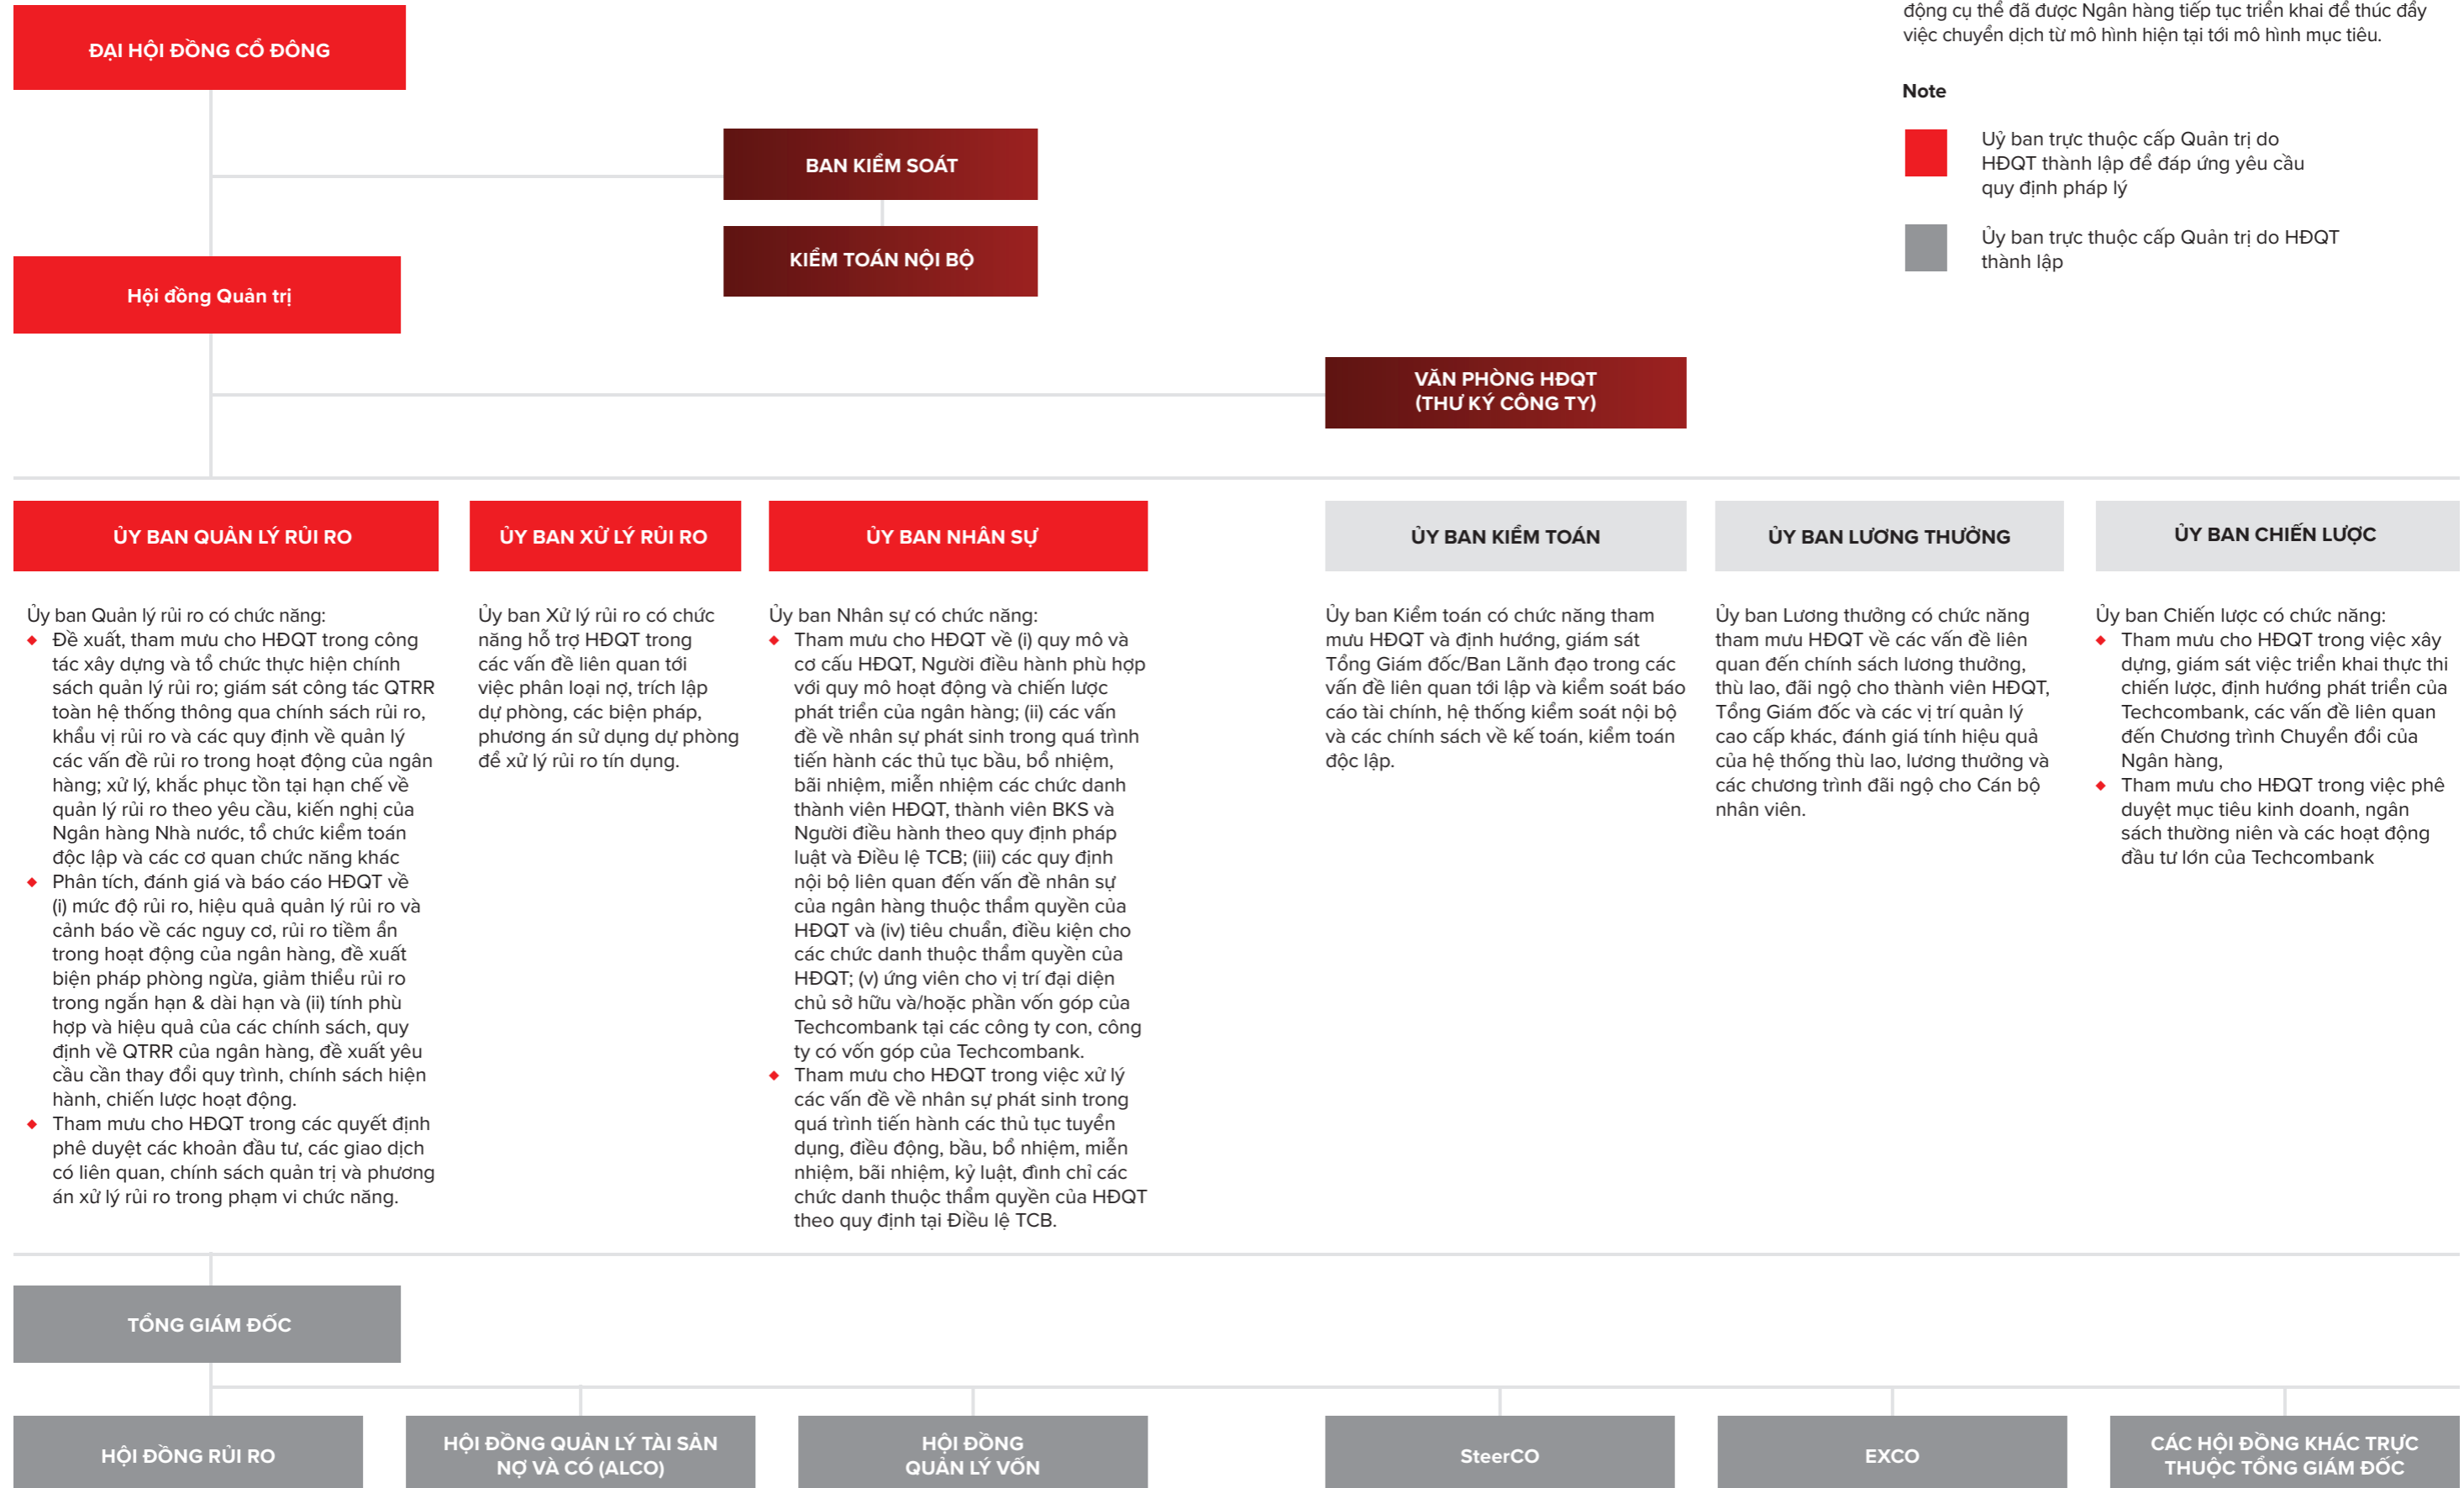 động cụ thể đã được Ngân hàng tiếp tục triển khai để thúc đẩy
việc chuyển dịch từ mô hình hiện tại tới mô hình mục tiêu.
Note
Uỷ ban trực thuộc cấp Quản trị do
HĐQT thành lập để đáp ứng yêu cầu
quy định pháp lý
Ủy ban trực thuộc cấp Quản trị do HĐQT
thành lập
ĐẠI HỘI ĐỒNG CỔ ĐÔNG
BAN KIỂM SOÁT
KIỂM TOÁN NỘI BỘ
Hội đồng Quản trị
VĂN PHÒNG HĐQT
(THƯ KÝ CÔNG TY)
ỦY BAN QUẢN LÝ RỦI RO
Ủy ban Quản lý rủi ro có chức năng:
◆ Đề xuất, tham mưu cho HĐQT trong công
tác xây dựng và tổ chức thực hiện chính
sách quản lý rủi ro; giám sát công tác QTRR
toàn hệ thống thông qua chính sách rủi ro,
khẩu vị rủi ro và các quy định về quản lý
các vấn đề rủi ro trong hoạt động của ngân
hàng; xử lý, khắc phục tồn tại hạn chế về
quản lý rủi ro theo yêu cầu, kiến nghị của
Ngân hàng Nhà nước, tổ chức kiểm toán
độc lập và các cơ quan chức năng khác
◆ Phân tích, đánh giá và báo cáo HĐQT về
(i) mức độ rủi ro, hiệu quả quản lý rủi ro và
cảnh báo về các nguy cơ, rủi ro tiềm ẩn
trong hoạt động của ngân hàng, đề xuất
biện pháp phòng ngừa, giảm thiểu rủi ro
trong ngắn hạn & dài hạn và (ii) tính phù
hợp và hiệu quả của các chính sách, quy
định về QTRR của ngân hàng, đề xuất yêu
cầu cần thay đổi quy trình, chính sách hiện
hành, chiến lược hoạt động.
◆ Tham mưu cho HĐQT trong các quyết định
phê duyệt các khoản đầu tư, các giao dịch
có liên quan, chính sách quản trị và phương
án xử lý rủi ro trong phạm vi chức năng.
ỦY BAN XỬ LÝ RỦI RO
Ủy ban Xử lý rủi ro có chức
năng hỗ trợ HĐQT trong
các vấn đề liên quan tới
việc phân loại nợ, trích lập
dự phòng, các biện pháp,
phương án sử dụng dự phòng
để xử lý rủi ro tín dụng.
ỦY BAN NHÂN SỰ
Ủy ban Nhân sự có chức năng:
◆ Tham mưu cho HĐQT về (i) quy mô và
cơ cấu HĐQT, Người điều hành phù hợp
với quy mô hoạt động và chiến lược
phát triển của ngân hàng; (ii) các vấn
đề về nhân sự phát sinh trong quá trình
tiến hành các thủ tục bầu, bổ nhiệm,
bãi nhiệm, miễn nhiệm các chức danh
thành viên HĐQT, thành viên BKS và
Người điều hành theo quy định pháp
luật và Điều lệ TCB; (iii) các quy định
nội bộ liên quan đến vấn đề nhân sự
của ngân hàng thuộc thẩm quyền của
HĐQT và (iv) tiêu chuẩn, điều kiện cho
các chức danh thuộc thẩm quyền của
HĐQT; (v) ứng viên cho vị trí đại diện
chủ sở hữu và/hoặc phần vốn góp của
Techcombank tại các công ty con, công
ty có vốn góp của Techcombank.
◆ Tham mưu cho HĐQT trong việc xử lý
các vấn đề về nhân sự phát sinh trong
quá trình tiến hành các thủ tục tuyển
dụng, điều động, bầu, bổ nhiệm, miễn
nhiệm, bãi nhiệm, kỷ luật, đình chỉ các
chức danh thuộc thẩm quyền của HĐQT
theo quy định tại Điều lệ TCB.
ỦY BAN KIỂM TOÁN
Ủy ban Kiểm toán có chức năng tham
mưu HĐQT và định hướng, giám sát
Tổng Giám đốc/Ban Lãnh đạo trong các
vấn đề liên quan tới lập và kiểm soát báo
cáo tài chính, hệ thống kiểm soát nội bộ
và các chính sách về kế toán, kiểm toán
độc lập.
ỦY BAN LƯƠNG THƯỞNG
Ủy ban Lương thưởng có chức năng
tham mưu HĐQT về các vấn đề liên
quan đến chính sách lương thưởng,
thù lao, đãi ngộ cho thành viên HĐQT,
Tổng Giám đốc và các vị trí quản lý
cao cấp khác, đánh giá tính hiệu quả
của hệ thống thù lao, lương thưởng và
các chương trình đãi ngộ cho Cán bộ
nhân viên.
ỦY BAN CHIẾN LƯỢC
Ủy ban Chiến lược có chức năng:
◆ Tham mưu cho HĐQT trong việc xây
dựng, giám sát việc triển khai thực thi
chiến lược, định hướng phát triển của
Techcombank, các vấn đề liên quan
đến Chương trình Chuyển đổi của
Ngân hàng,
◆ Tham mưu cho HĐQT trong việc phê
duyệt mục tiêu kinh doanh, ngân
sách thường niên và các hoạt động
đầu tư lớn của Techcombank
TỔNG GIÁM ĐỐC
HỘI ĐỒNG RỦI RO
HỘI ĐỒNG QUẢN LÝ TÀI SẢN
NỢ VÀ CÓ (ALCO)
HỘI ĐỒNG
QUẢN LÝ VỐN
SteerCO
EXCO
CÁC HỘI ĐỒNG KHÁC TRỰC
THUỘC TỔNG GIÁM ĐỐC